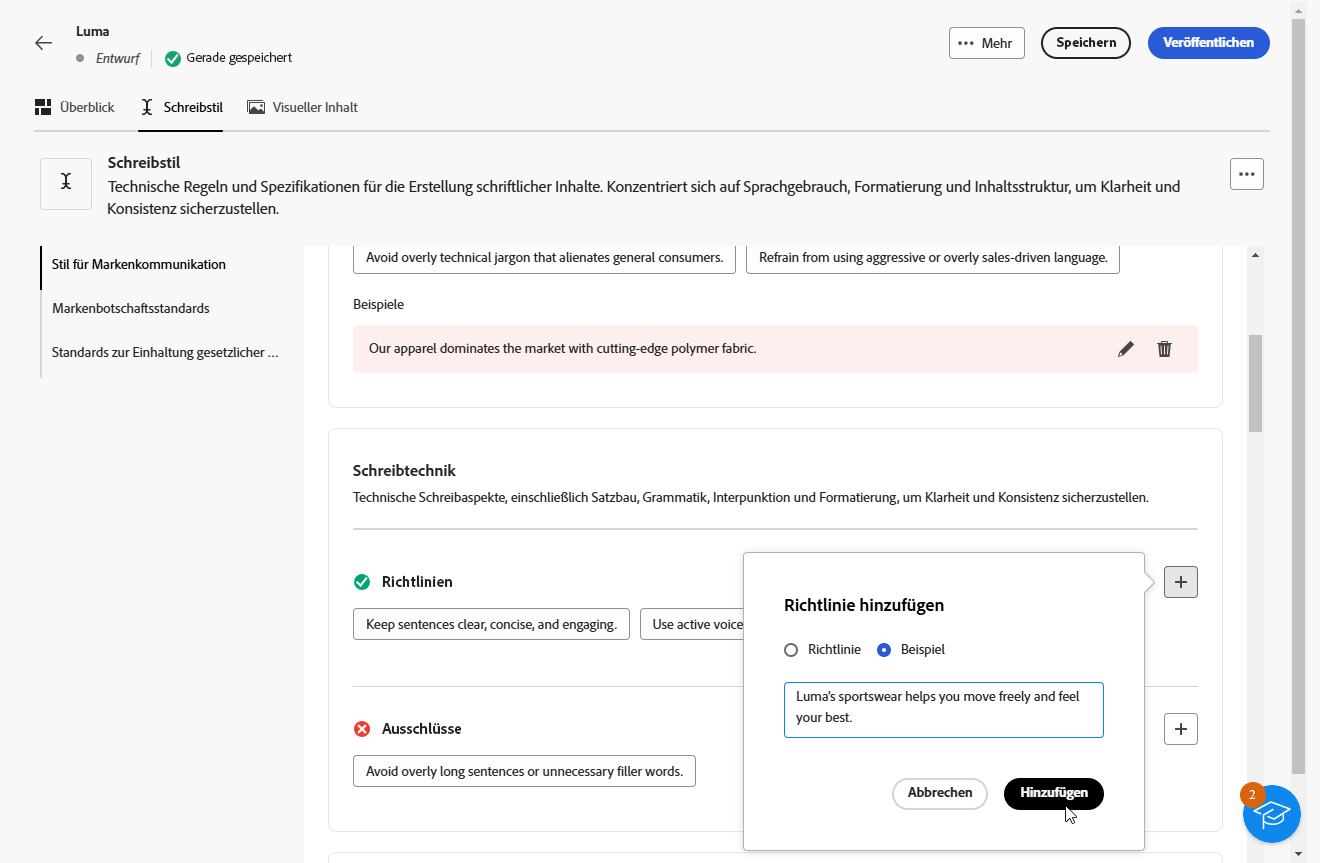 Luma
Entwurf
Gerade gespeichert
Mehr
Speichern
Veröffentlichen
Überblick
Schreibstil
Visueller Inhalt
Schreibstil
Technische Regeln und Spezifikationen für die Erstellung schriftlicher Inhalte. Konzentriert sich auf Sprachgebrauch, Formatierung und Inhaltsstruktur, um Klarheit und
Konsistenz sicherzustellen.
Stil für Markenkommunikation
Markenbotschaftsstandards
Standards zur Einhaltung gesetzlicher ...
Avoid overly technical jargon that alienates general consumers.
Refrain from using aggressive or overly sales-driven language.
Beispiele
Our apparel dominates the market with cutting-edge polymer fabric.
Schreibtechnik
Technische Schreibaspekte, einschließlich Satzbau, Grammatik, Interpunktion und Formatierung, um Klarheit und Konsistenz sicherzustellen.
Richtlinien
Keep sentences clear, concise, and engaging.
Use active voice
Ausschlüsse
Avoid overly long sentences or unnecessary filler words.
Richtlinie hinzufügen
Richtlinie
Beispiel
Luma's sportswear helps you move freely and feel
your best.
Abbrechen
Hinzufügen
2